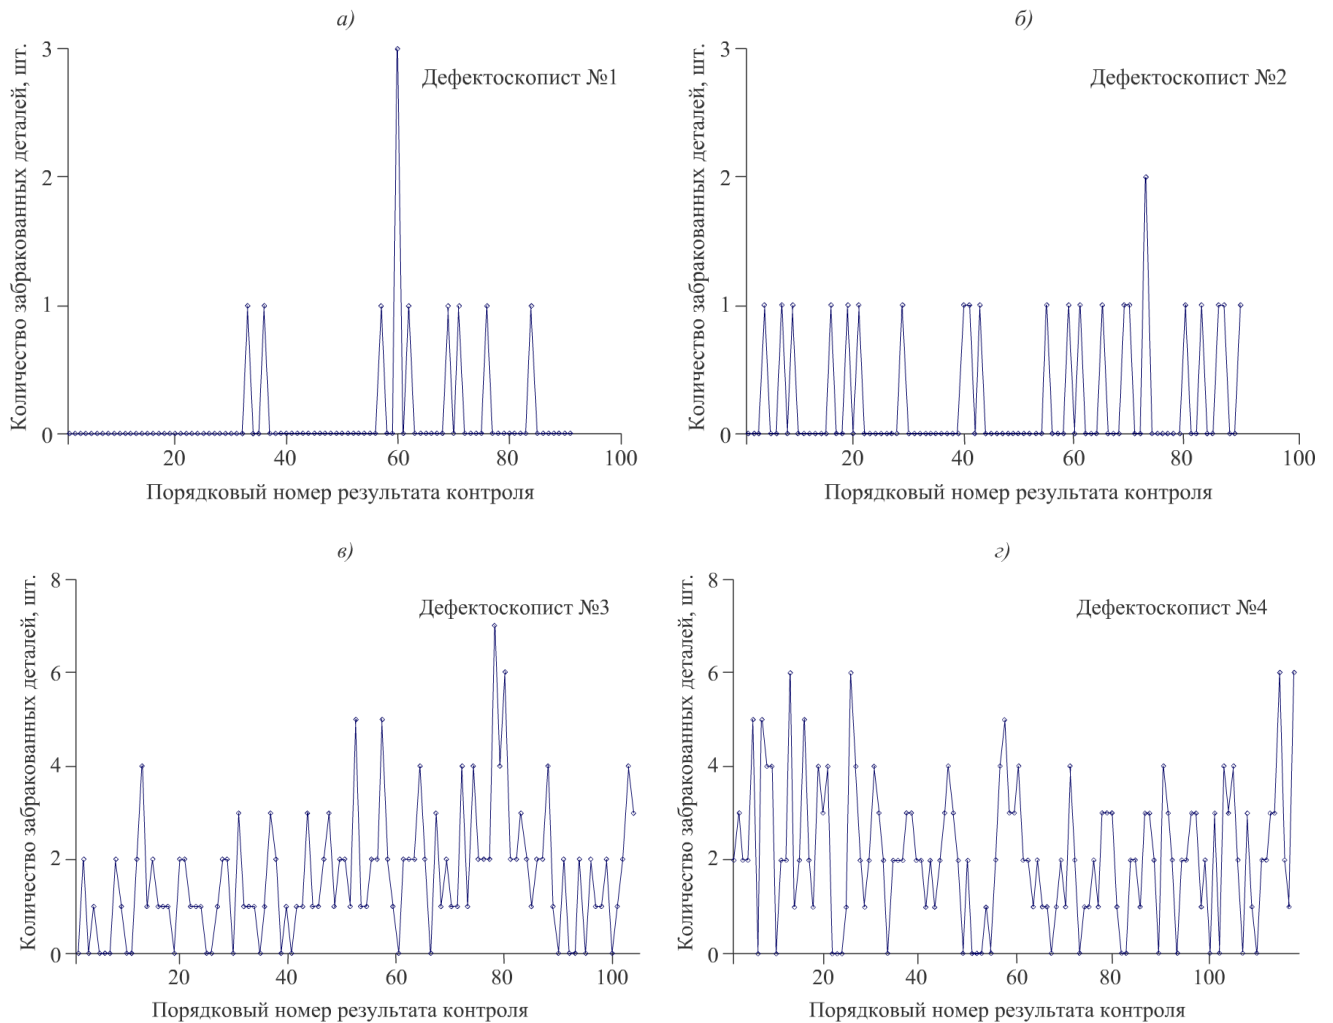 а)
Количество забракованных деталей, шт.
3
2
1
0
Дефектоскопист №1
20 40 60 80 100
Порядковый номер результата контроля
б)
Количество забракованных деталей, шт.
3
2
1
0
Дефектоскопист №2
20 40 60 80 100
Порядковый номер результата контроля
в)
Количество забракованных деталей, шт.
8
6
4
2
0
Дефектоскопист №3
20 40 60 80 100
Порядковый номер результата контроля
г)
Количество забракованных деталей, шт.
8
6
4
2
0
Дефектоскопист №4
20 40 60 80 100
Порядковый номер результата контроля